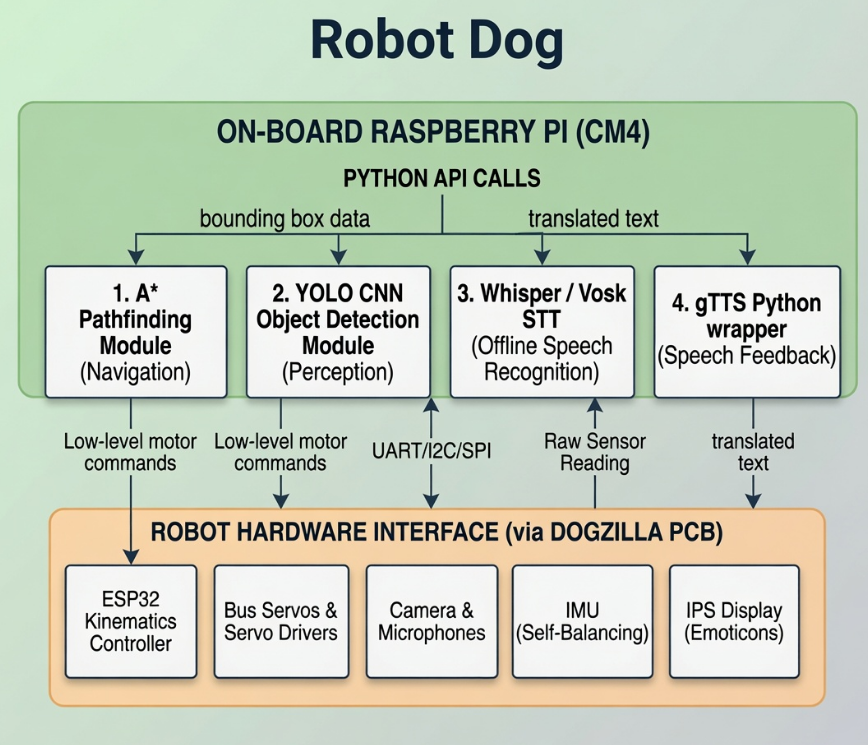 Robot Dog
ON-BOARD RASPBERRY PI (CM4)
PYTHON API CALLS
bounding box data
translated text
1. A*
Pathfinding
Module
(Navigation)
2. YOLO CNN
Object Detection
Module
(Perception)
3. Whisper / Vosk
STT
(Offline Speech
Recognition)
4. gTTS Python
wrapper
(Speech Feedback)
Low-level motor
commands
Low-level motor
commands
UART/I2C/SPI
Raw Sensor
Reading
translated
text
ROBOT HARDWARE INTERFACE (via DOGZILLA PCB)
ESP32
Kinematics
Controller
Bus Servos &
Servo Drivers
Camera &
Microphones
IMU
(Self-Balancing)
IPS Display
(Emoticons)